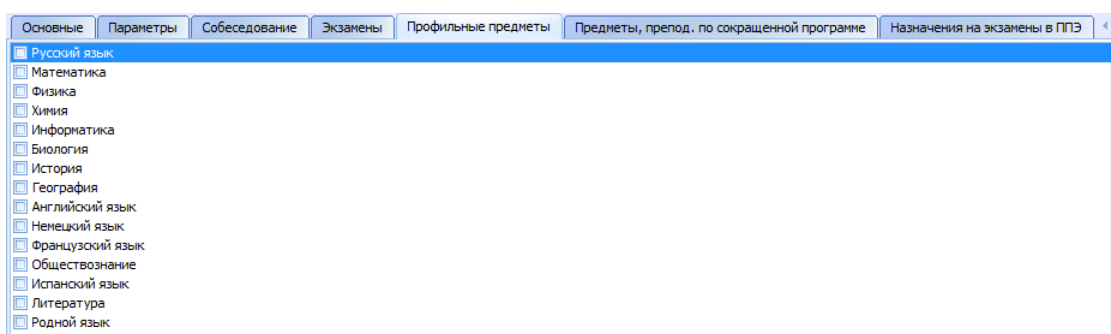 Основные Параметры Собеседование Экзамены Профильные предметы Предметы, препод. по сокращенной программе Назначения на экзамены в ППЭ
Русский язык
Математика
Физика
Химия
Информатика
Биология
История
География
Английский язык
Немецкий язык
Французский язык
Обществознание
Испанский язык
Литература
Родной язык